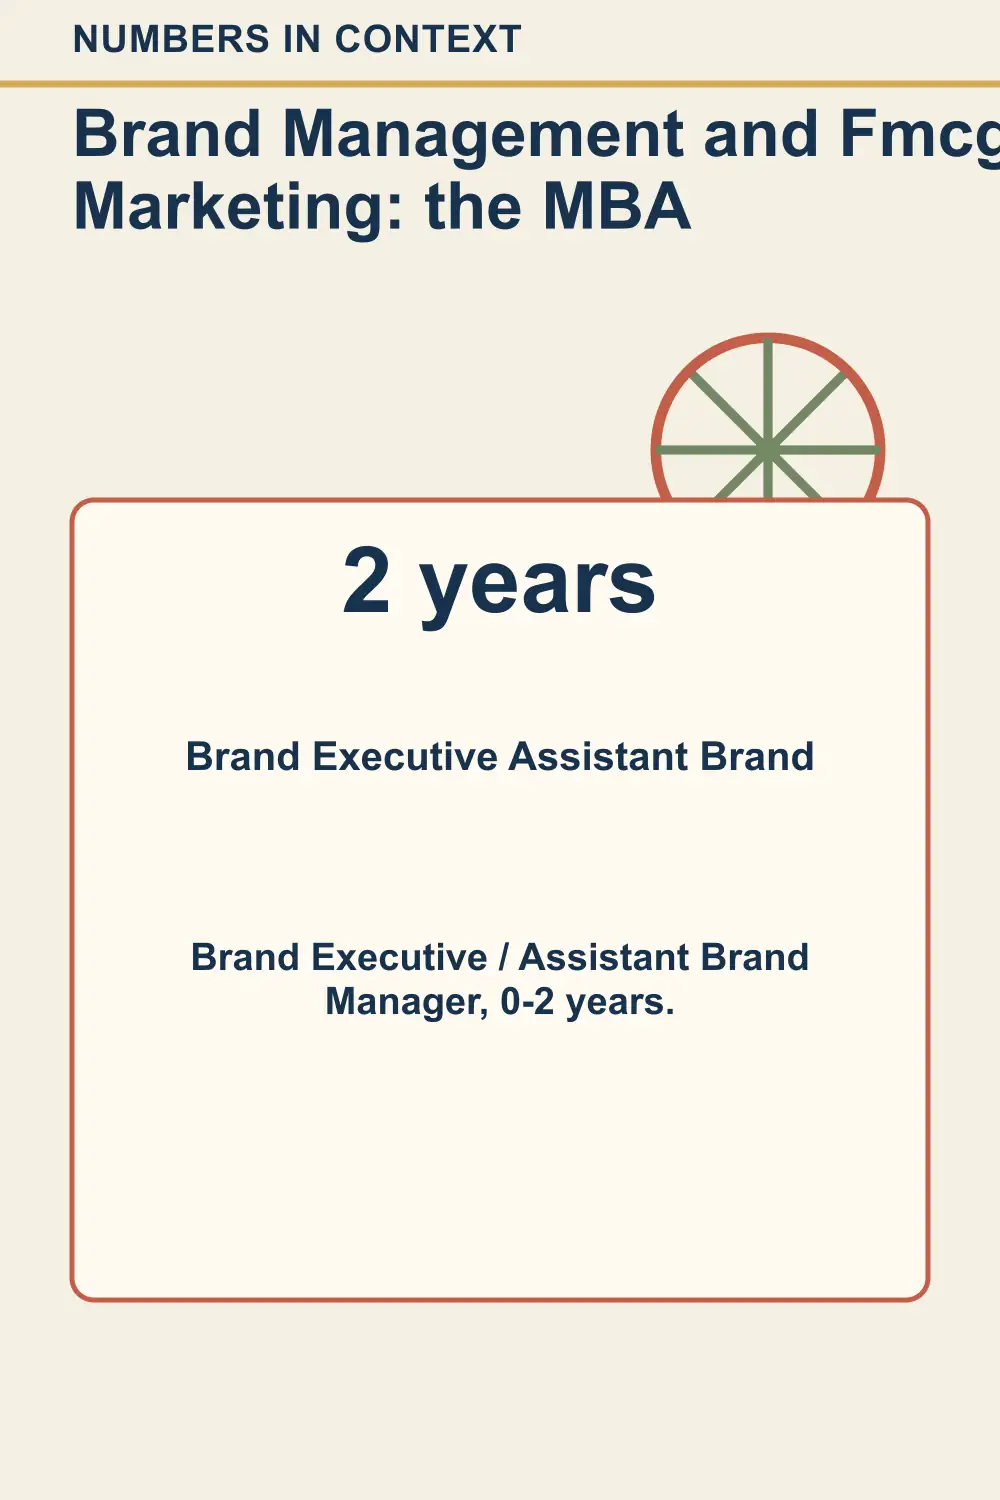 NUMBERS IN CONTEXT
Brand Management and Fmcg
Marketing: the MBA
2 years
Brand Executive Assistant Brand
Brand Executive / Assistant Brand
Manager, 0-2 years.